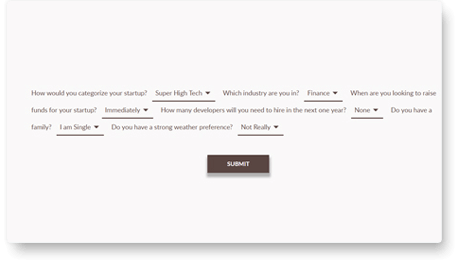 How would you categorize your startup? Super High Tech Which industry are you in? Finance When are you looking to raise
funds for your startup? Immediately How many developers will you need to hire in the next one year? None Do you have a
family? I am Single Do you have a strong weather preference? Not Really
SUBMIT